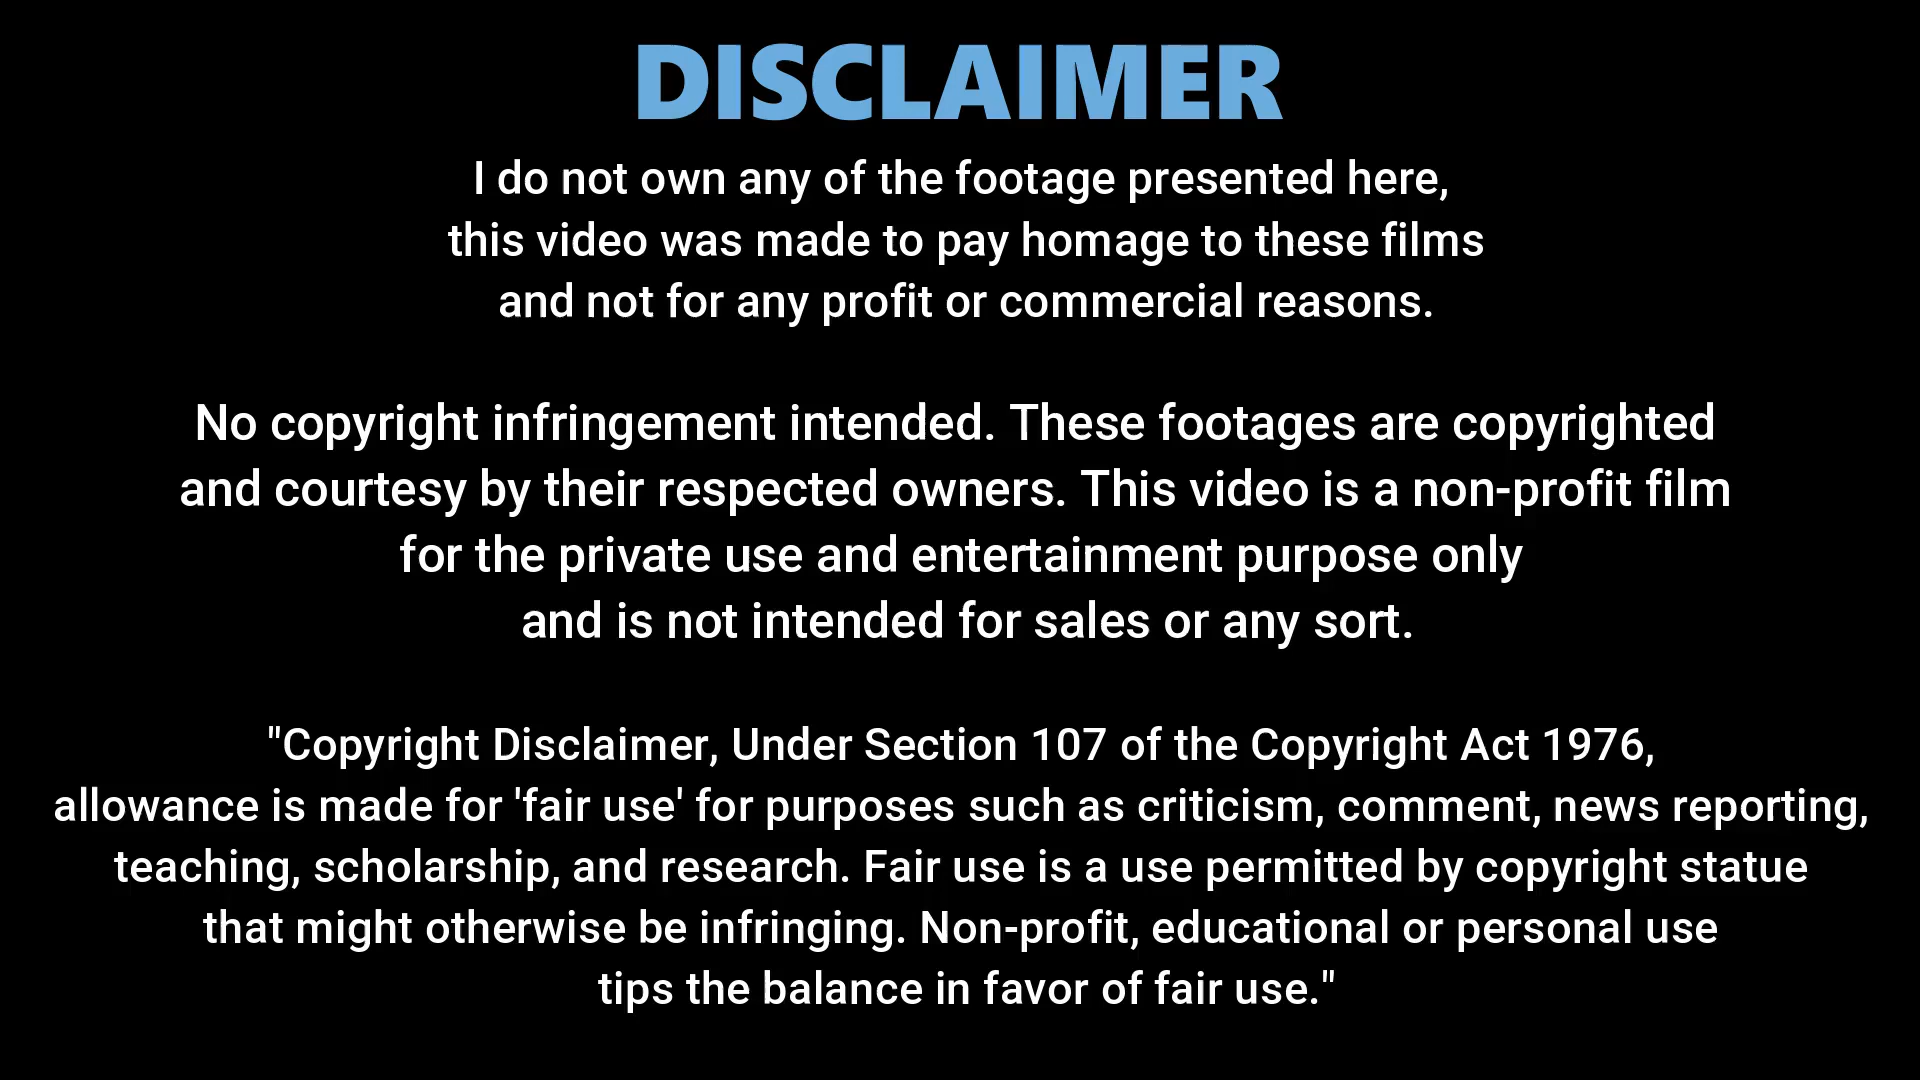 DISCLAIMER
I do not own any of the footage presented here,
this video was made to pay homage to these films
and not for any profit or commercial reasons.
No copyright infringement intended. These footages are copyrighted
and courtesy by their respected owners. This video is a non-profit film
for the private use and entertainment purpose only
and is not intended for sales or any sort.
"Copyright Disclaimer, Under Section 107 of the Copyright Act 1976,
allowance is made for 'fair use' for purposes such as criticism, comment, news reporting,
teaching, scholarship, and research. Fair use is a use permitted by copyright statue
that might otherwise be infringing. Non-profit, educational or personal use
tips the balance in favor of fair use."